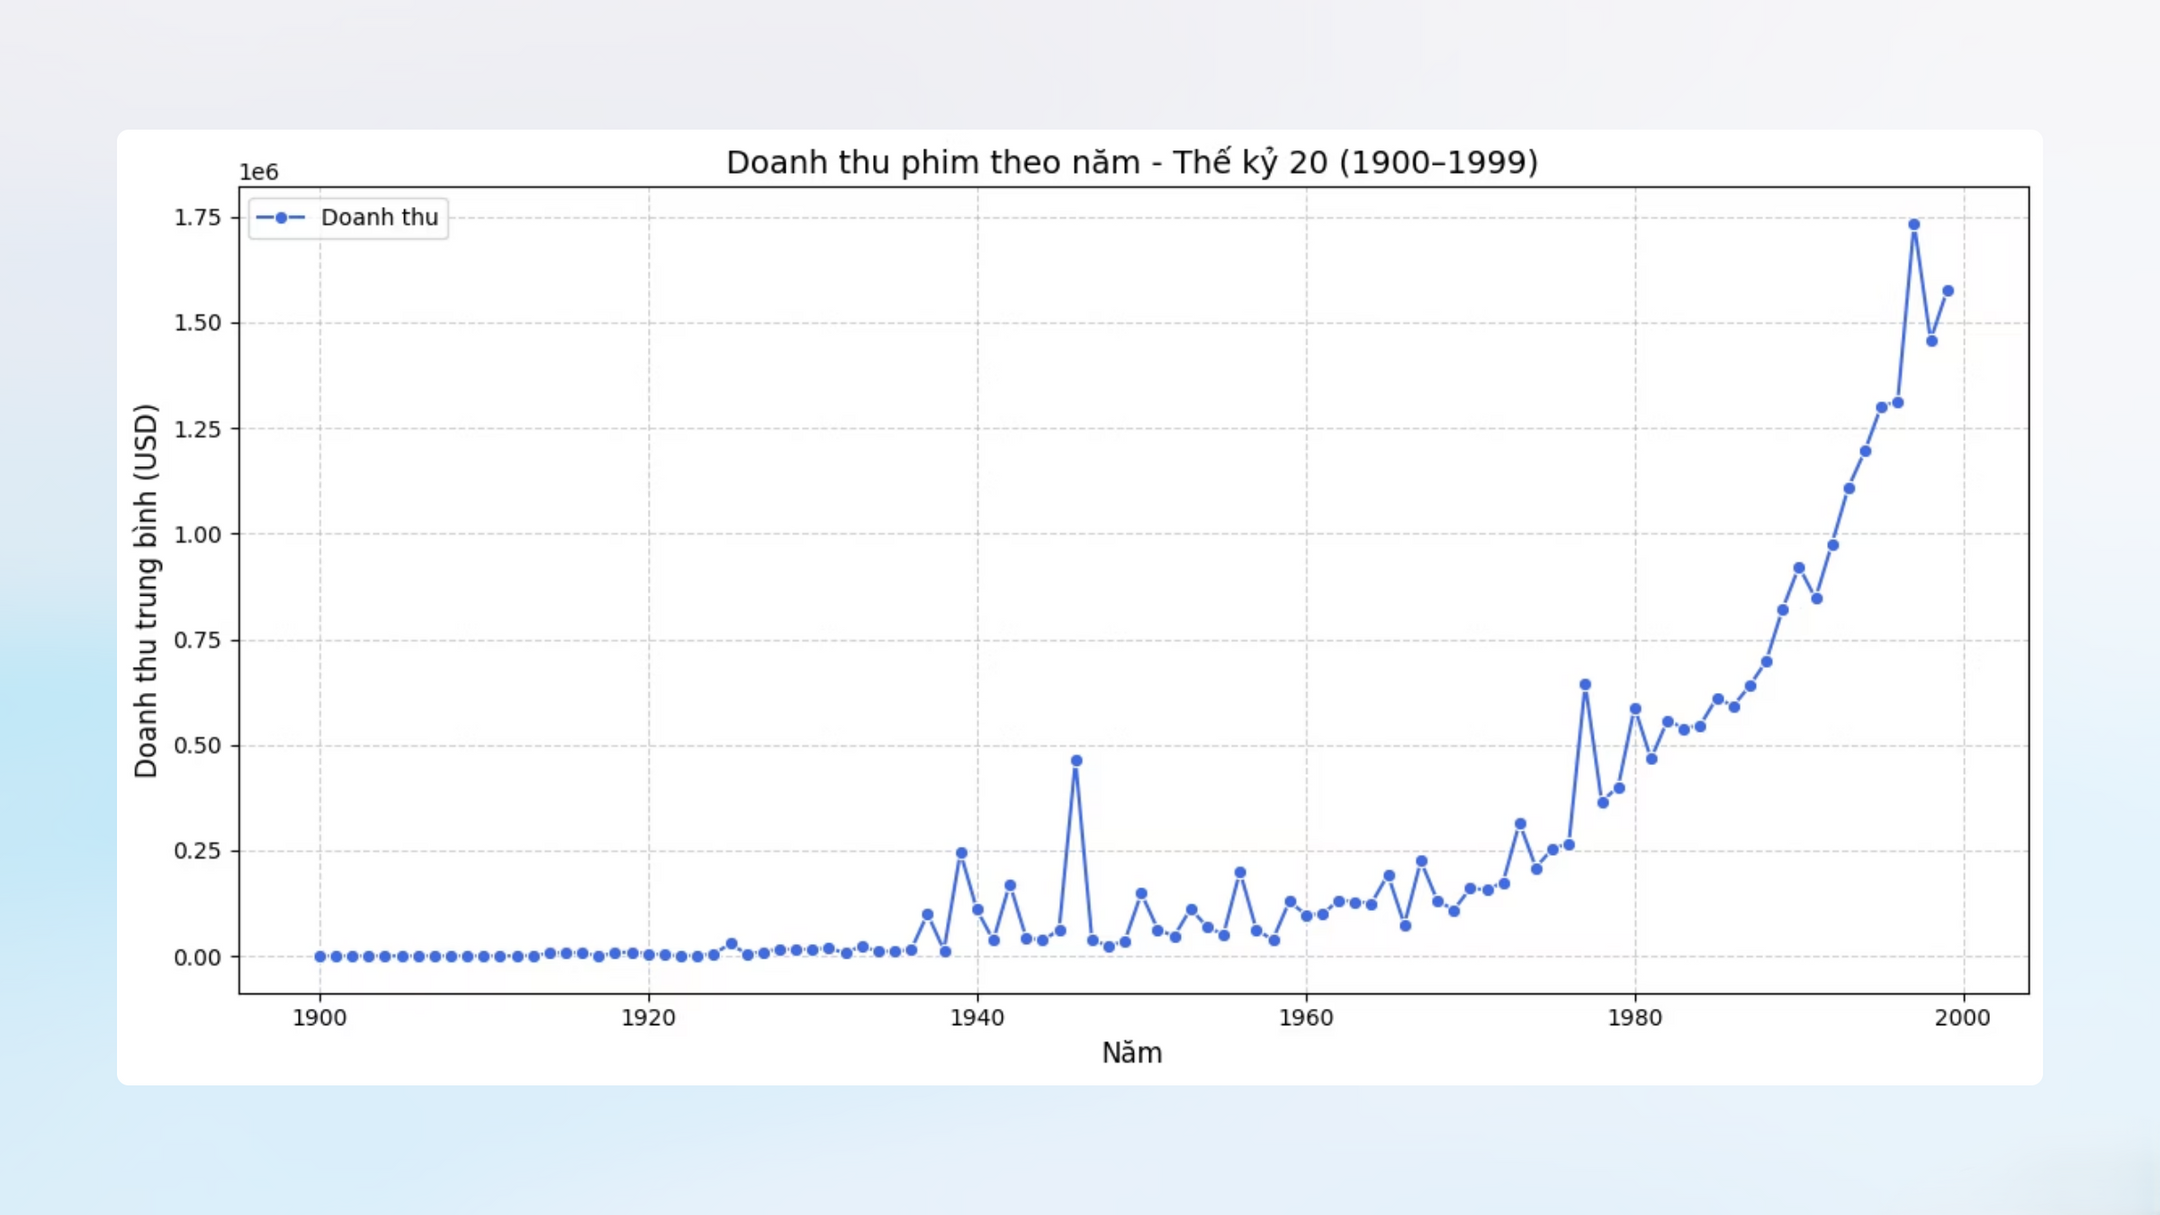 Doanh thu phim theo năm - Thế kỷ 20 (1900–1999)
1e6
Doanh thu
1.75
1.50
1.25
1.00
0.75
0.50
0.25
0.00
Doanh thu trung bình (USD)
1900 1920 1940 1960 1980 2000
Năm